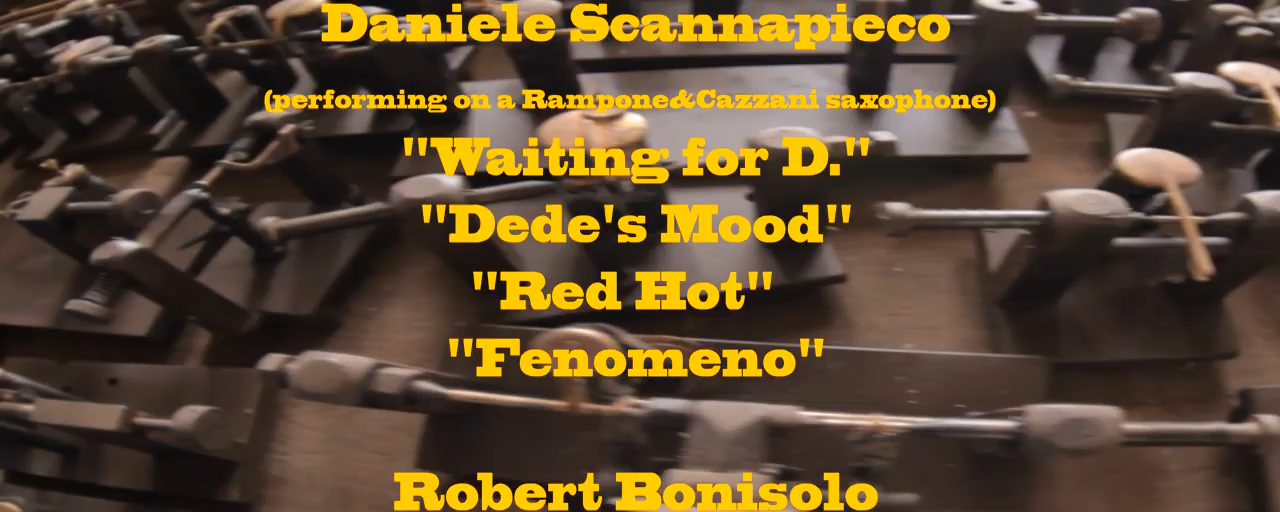 Daniele Scannapieco
(performing on a Rampone&Cazzani saxophone)
"Waiting for D."
"Dede's Mood"
"Red Hot"
"Fenomeno"
Robert Bonisolo